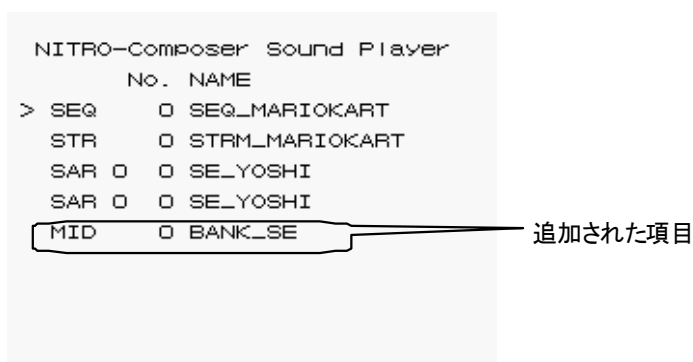 NITRO-Composer Sound Player
No. NAME
> SEQ 0 SEQ_MARIOKART
STR 0 STRM_MARIOKART
SAR 0 0 SE_YOSHI
SAR 0 0 SE_YOSHI
MID 0 BANK_SE
追加された項目